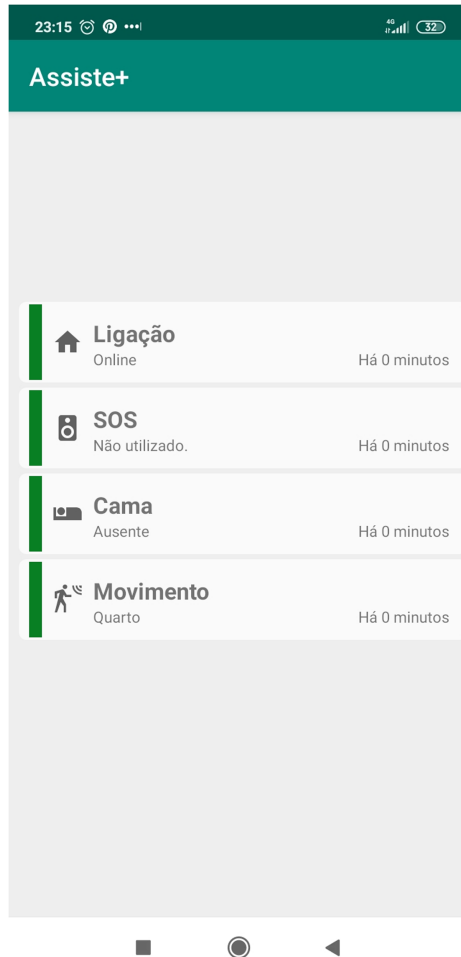 23:15
4G
32
Assiste+
Ligação
Online Há 0 minutos
SOS
Não utilizado. Há 0 minutos
Cama
Ausente Há 0 minutos
Movimento
Quarto Há 0 minutos